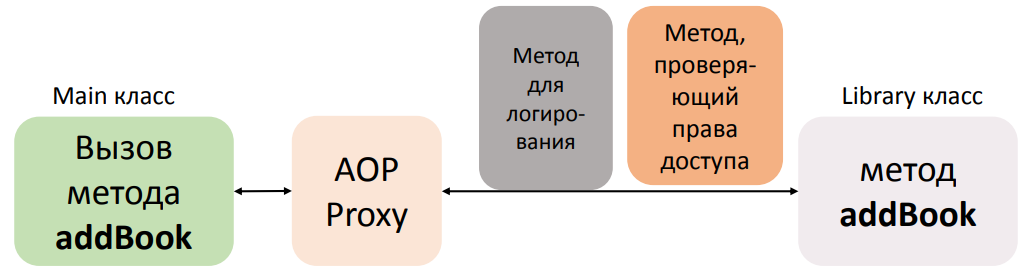 Main класс
Вызов
метода
addBook
AOP
Proxy
Метод
для
логиро-
вания
Метод,
проверя-
ющий
права
доступа
Library класс
метод
addBook